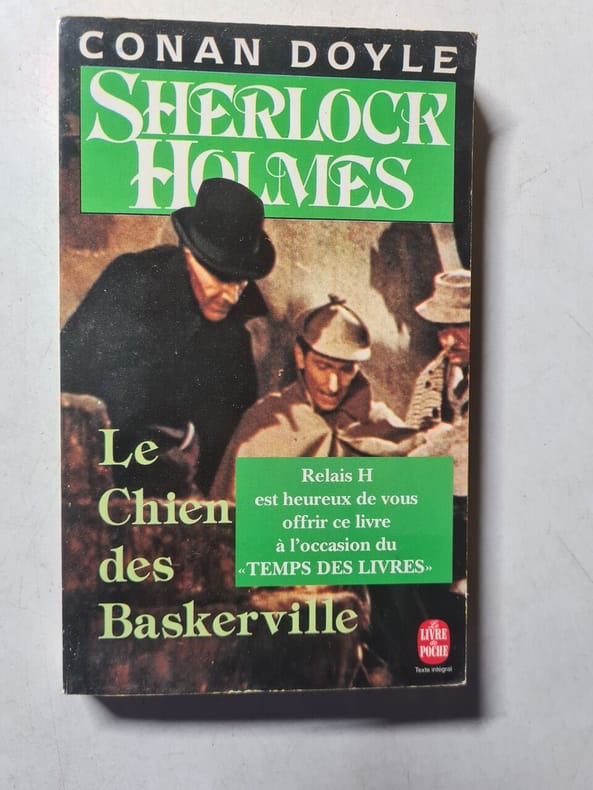 CONAN DOYLE
SHERLOCK
HOLMES
Le
Chien
des
Baskerville
Relais H
est heureux de vous
offrir ce livre
à l'occasion du
«TEMPS DES LIVRES»
Le
LIVRE
de
POCHE
Texte intégral